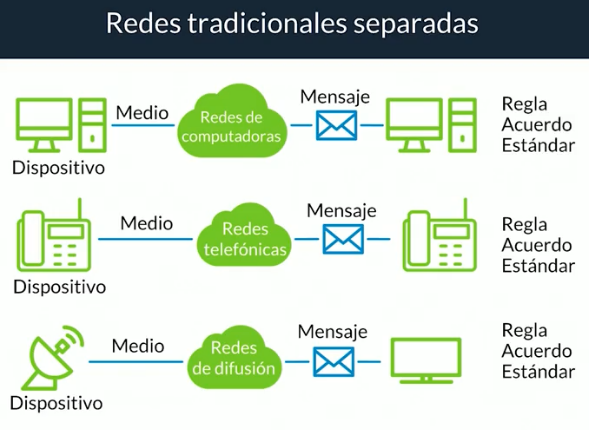 Redes tradicionales separadas
Medio
Redes de
computadoras
Mensaje
Regla
Acuerdo
Estándar
Dispositivo
Medio
Redes
telefónicas
Mensaje
Regla
Acuerdo
Estándar
Dispositivo
Medio
Redes
de difusión
Mensaje
Regla
Acuerdo
Estándar
Dispositivo